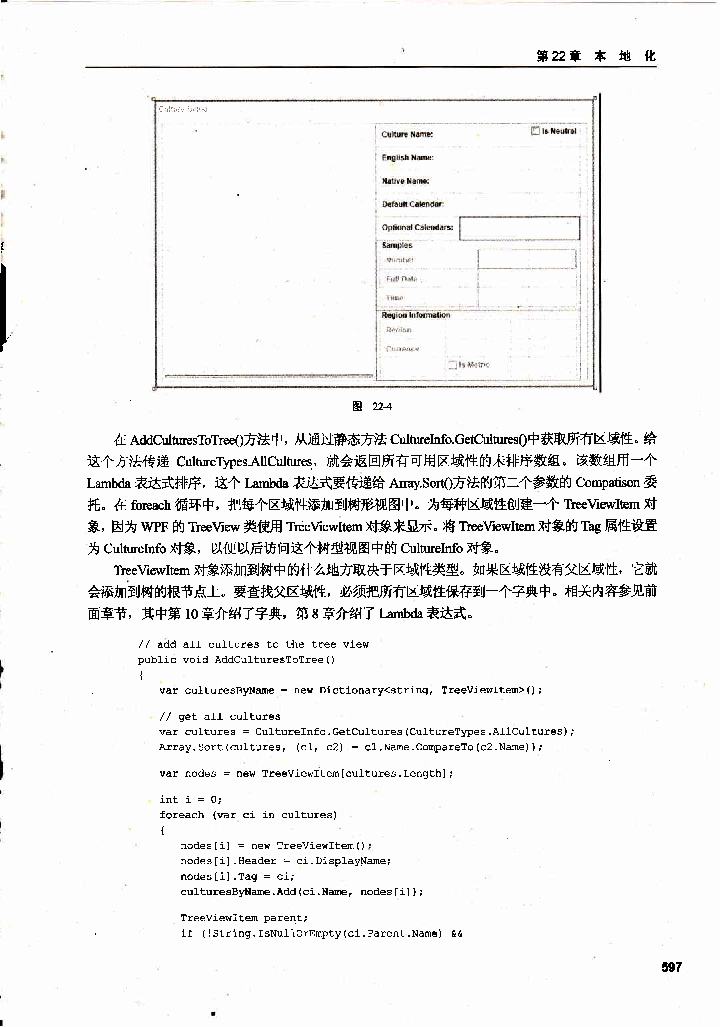 第22章 本 地 化
Culture Name:
Is Neutral
English Name:
Native Name:
Default Calendar:
Optional Calendars:
Samples
Number
Full Date
Time
Region Information
Region
Currency
Is Metric
图 22-4
在 AddCulturesToTree()方法中，从通过静态方法 CultureInfo.GetCultures()中获取所有区域性。给
这个方法传递 CultureTypes.AllCultures，就会返回所有可用区域性的未排序数组。该数组用一个
Lambda 表达式排序，这个 Lambda 表达式要传递给 Array.Sort()方法的第二个参数的 Comparison 委
托。在 foreach 循环中，把每个区域性添加到树形视图中。为每种区域性创建一个 TreeViewItem 对
象，因为 WPF 的 TreeView 类使用 TreeViewItem 对象来显示。将 TreeViewItem 对象的 Tag 属性设置
为 CultureInfo 对象，以便以后访问这个树型视图中的 CultureInfo 对象。
TreeViewItem 对象添加到树中的什么地方取决于区域性类型。如果区域性没有父区域性，它就
会添加到树的根节点上。要查找父区域性，必须把所有区域性保存到一个字典中。相关内容参见前
面章节，其中第 10 章介绍了字典，第 8 章介绍了 Lambda 表达式。
// add all cultures to the tree view
public void AddCulturesToTree()
{
var culturesByName = new Dictionary<string, TreeViewItem>();
// get all cultures
var cultures = CultureInfo.GetCultures(CultureTypes.AllCultures);
Array.Sort(cultures, (c1, c2) = c1.Name.CompareTo(c2.Name));
var nodes = new TreeViewItem[cultures.Length];
int i = 0;
foreach (var ci in cultures)
{
nodes[i] = new TreeViewItem();
nodes[i].Header = ci.DisplayName;
nodes[i].Tag = ci;
culturesByName.Add(ci.Name, nodes[i]);
TreeViewItem parent;
if (!String.IsNullOrEmpty(ci.Parent.Name) &&
597